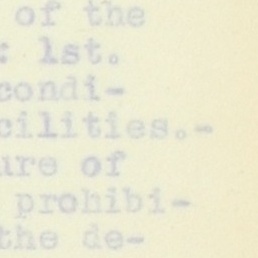 of the
: 1st.
condi-
cilities.--
ure of
prohibi-
the de-